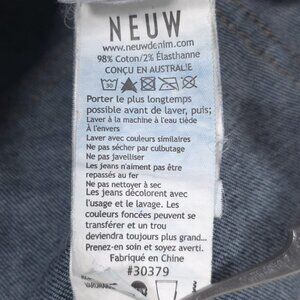 NEUW
www.neuwdenim.com
98% Coton/2% Élasthanne
CONÇU EN AUSTRALIE
30
Porter le plus longtemps
possible avant de laver, puis;
Laver à la machine à l'eau tiède
À l'envers
Laver avec couleurs similaires
Ne pas sécher par culbutage
Ne pas javelliser
Les jeans n'aiment pas être
repassés au fer
Ne pas nettoyer à sec
Les jeans décolorent avec
l'usage et le lavage. Les
couleurs foncées peuvent se
transférer et un trou
deviendra toujours plus grand...
Prenez-en soin et soyez averti.
Fabriqué en Chine
#30379